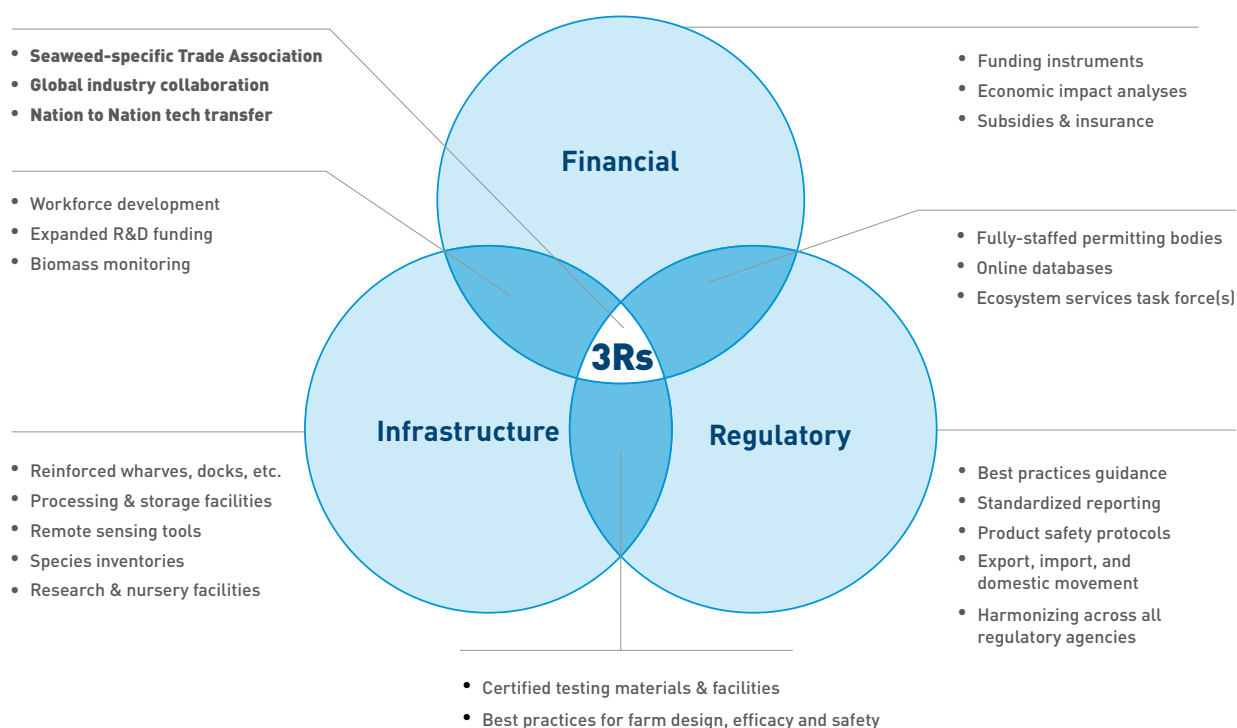 • Seaweed-specific Trade Association
• Global industry collaboration
• Nation to Nation tech transfer
• Workforce development
• Expanded R&D funding
• Biomass monitoring
Financial
• Funding instruments
• Economic impact analyses
• Subsidies & insurance
• Fully-staffed permitting bodies
• Online databases
• Ecosystem services task force(s)
3Rs
Infrastructure
Regulatory
• Reinforced wharves, docks, etc.
• Processing & storage facilities
• Remote sensing tools
• Species inventories
• Research & nursery facilities
• Best practices guidance
• Standardized reporting
• Product safety protocols
• Export, import, and
domestic movement
• Harmonizing across all
regulatory agencies
• Certified testing materials & facilities
• Best practices for farm design, efficacy and safety